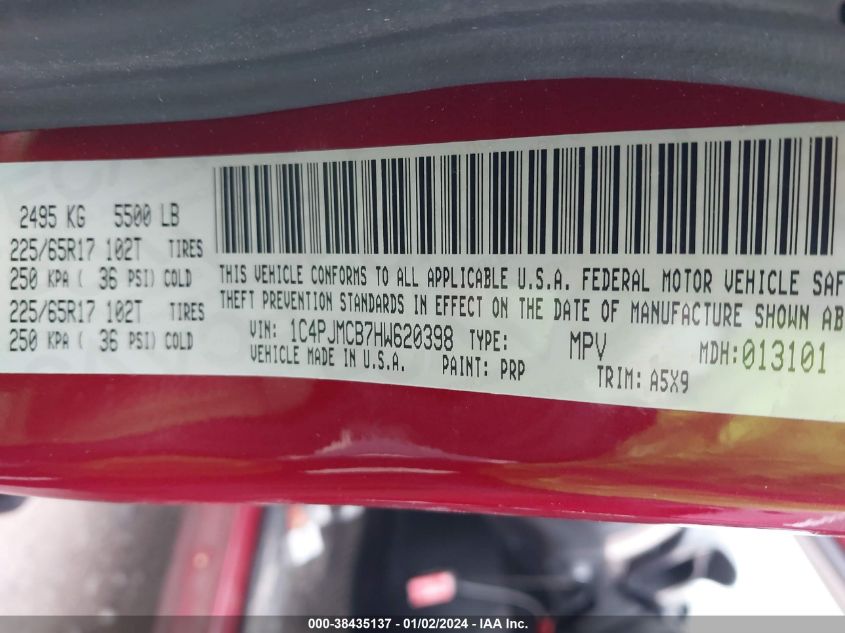 2495 KG 5500 LB
225/65R17 102T TIRES
250 KPA ( 36 PSI) COLD
225/65R17 102T TIRES
250 KPA ( 36 PSI) COLD
THIS VEHICLE CONFORMS TO ALL APPLICABLE U.S.A. FEDERAL MOTOR VEHICLE SAF
THEFT PREVENTION STANDARDS IN EFFECT ON THE DATE OF MANUFACTURE SHOWN AB
VIN: 1C4PJMCB7HW620398 TYPE: MPV MDH:013101
VEHICLE MADE IN U.S.A. PAINT: PRP TRIM: A5X9
000-38435137 - 01/02/2024 - © IAA, Inc.